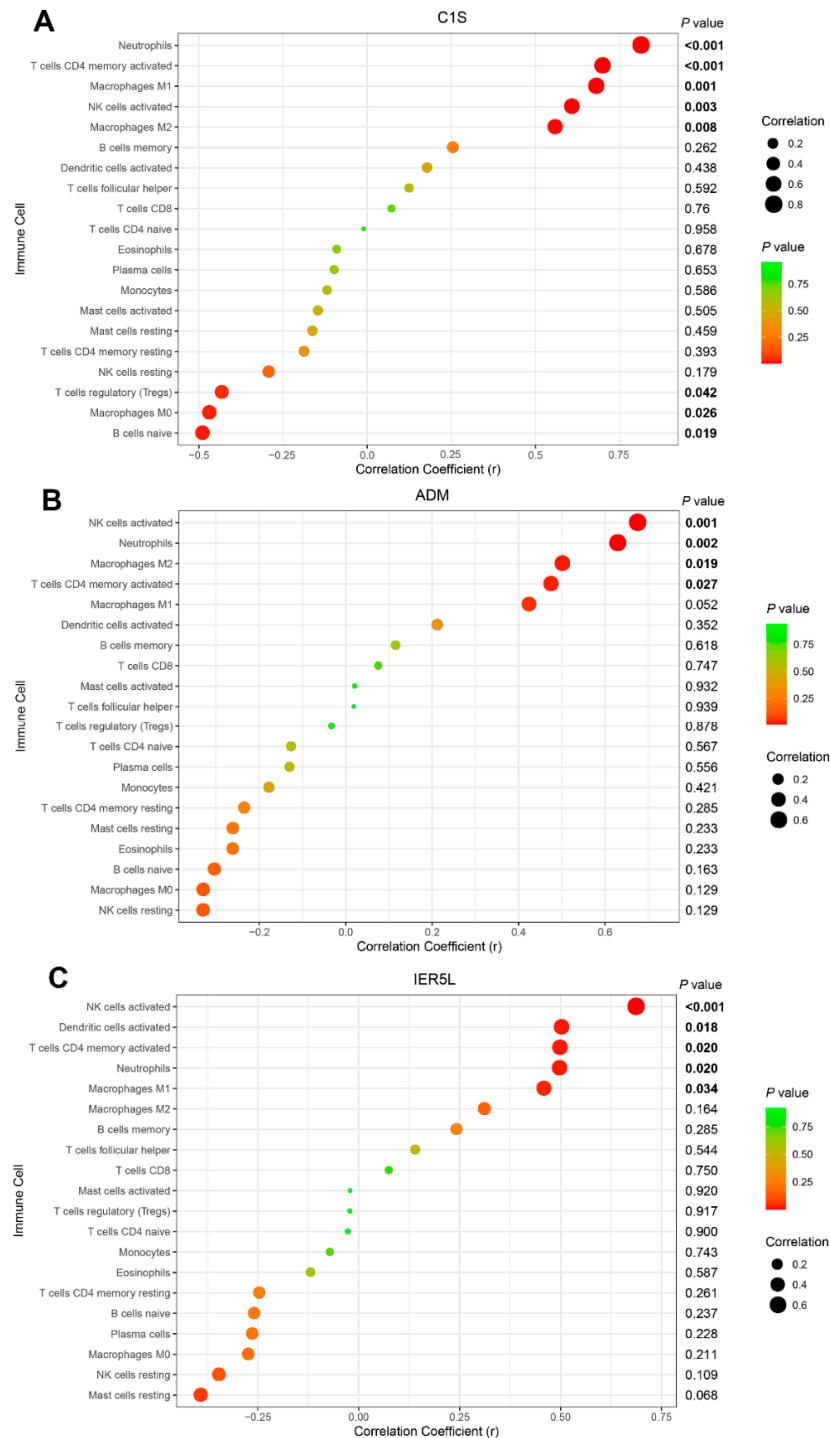 A
C1S
P value
Neutrophils <0.001
T cells CD4 memory activated <0.001
Macrophages M1 0.001
NK cells activated 0.003
Macrophages M2 0.008
B cells memory 0.262
Dendritic cells activated 0.438
T cells follicular helper 0.592
T cells CD8 0.76
T cells CD4 naive 0.958
Eosinophils 0.678
Plasma cells 0.653
Monocytes 0.586
Mast cells activated 0.505
Mast cells resting 0.459
T cells CD4 memory resting 0.393
NK cells resting 0.179
T cells regulatory (Tregs) 0.042
Macrophages M0 0.026
B cells naive 0.019
Immune Cell
−0.5 −0.25 0.0 0.25 0.50 0.75
Correlation Coefficient (r)
Correlation
0.2
0.4
0.6
0.8
P value
0.75
0.50
0.25
B
ADM
P value
NK cells activated 0.001
Neutrophils 0.002
Macrophages M2 0.019
T cells CD4 memory activated 0.027
Macrophages M1 0.052
Dendritic cells activated 0.352
B cells memory 0.618
T cells CD8 0.747
Mast cells activated 0.932
T cells follicular helper 0.939
T cells regulatory (Tregs) 0.878
T cells CD4 naive 0.567
Plasma cells 0.556
Monocytes 0.421
T cells CD4 memory resting 0.285
Mast cells resting 0.233
Eosinophils 0.233
B cells naive 0.163
Macrophages M0 0.129
NK cells resting 0.129
Immune Cell
−0.2 0.0 0.2 0.4 0.6
Correlation Coefficient (r)
P value
0.75
0.50
0.25
Correlation
0.2
0.4
0.6
C
IER5L
P value
NK cells activated <0.001
Dendritic cells activated 0.018
T cells CD4 memory activated 0.020
Neutrophils 0.020
Macrophages M1 0.034
Macrophages M2 0.164
B cells memory 0.285
T cells follicular helper 0.544
T cells CD8 0.750
Mast cells activated 0.920
T cells regulatory (Tregs) 0.917
T cells CD4 naive 0.900
Monocytes 0.743
Eosinophils 0.587
T cells CD4 memory resting 0.261
B cells naive 0.237
Plasma cells 0.228
Macrophages M0 0.211
NK cells resting 0.109
Mast cells resting 0.068
Immune Cell
−0.25 0.00 0.25 0.50 0.75
Correlation Coefficient (r)
P value
0.75
0.50
0.25
Correlation
0.2
0.4
0.6